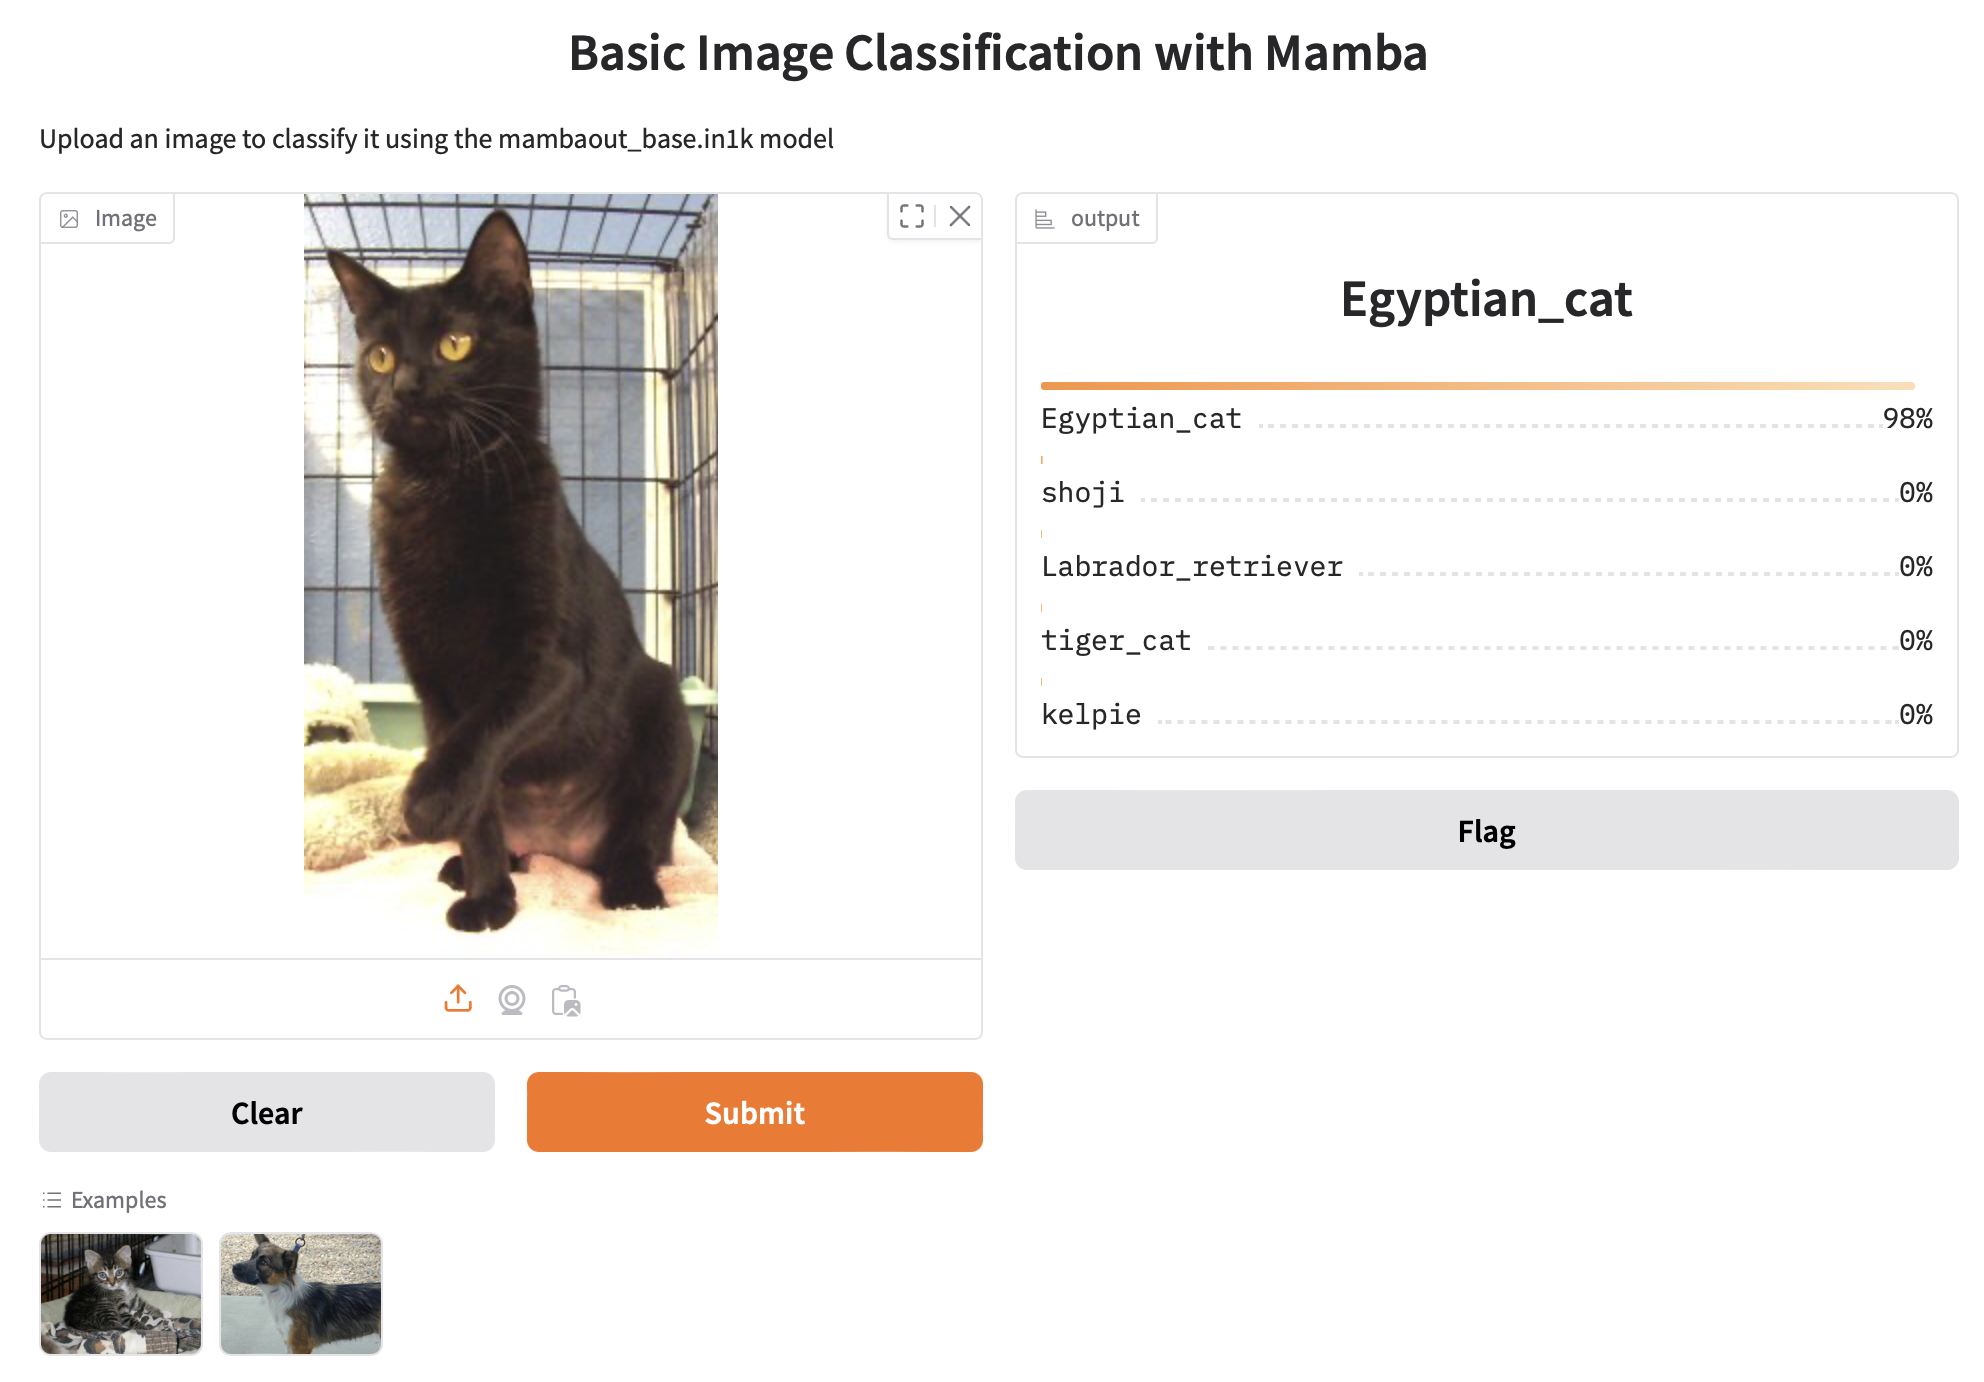 Basic Image Classification with Mamba
Upload an image to classify it using the mambaout_base.in1k model
Image
output
Egyptian_cat
Egyptian_cat 98%
shoji 0%
Labrador_retriever 0%
tiger_cat 0%
kelpie 0%
Flag
Clear
Submit
Examples